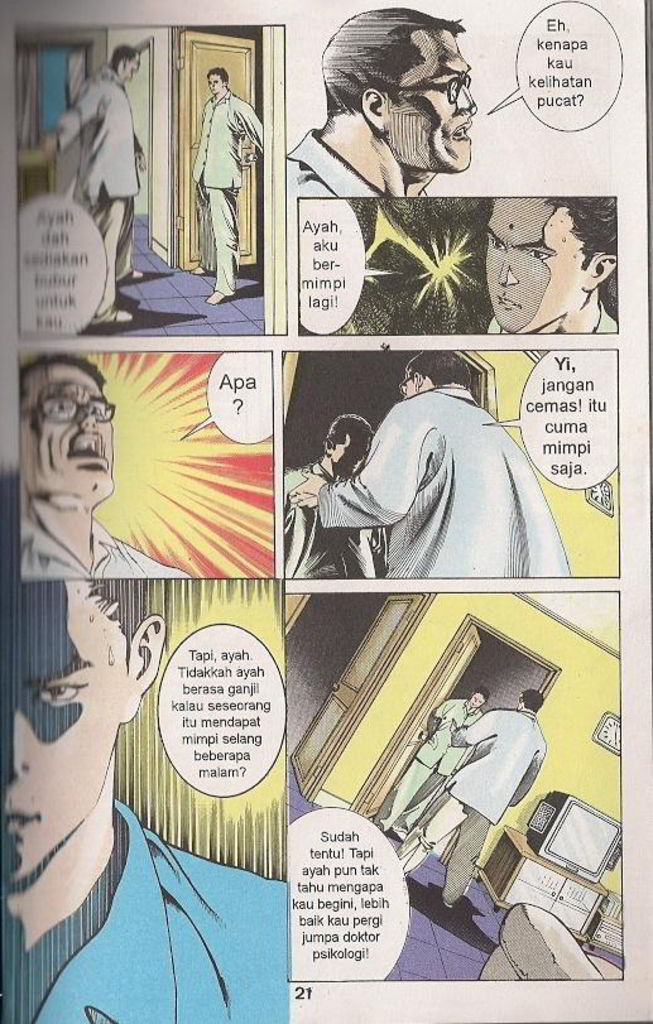 Ayah
dah
sediakan
bubur
untuk
kau.
Eh,
kenapa
kau
kelihatan
pucat?
Ayah,
aku
ber-
mimpi
lagi!
Apa
?
Yi,
jangan
cemas! itu
cuma
mimpi
saja.
Tapi, ayah.
Tidakkah ayah
berasa ganjil
kalau seseorang
itu mendapat
mimpi selang
beberapa
malam?
Sudah
tentu! Tapi
ayah pun tak
tahu mengapa
kau begini, lebih
baik kau pergi
jumpa doktor
psikologi!
21